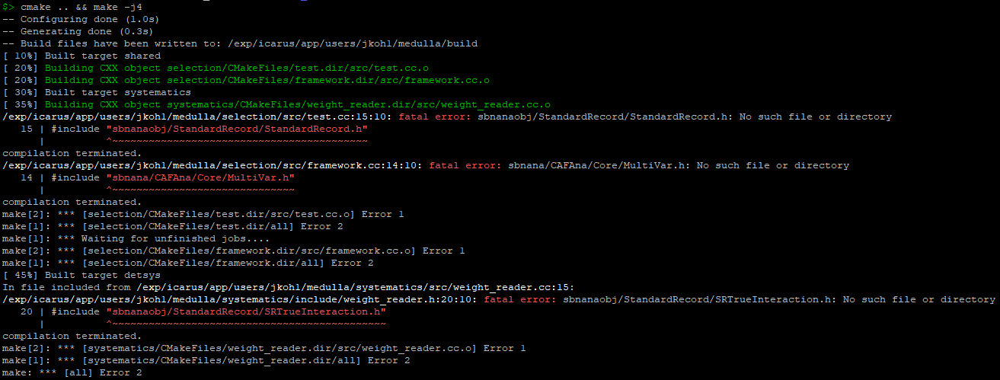 $> cmake .. && make -j4
-- Configuring done (1.0s)
-- Generating done (0.3s)
-- Build files have been written to: /exp/icarus/app/users/jkohl/medulla/build
[ 10%] Built target shared
[ 20%] Building CXX object selection/CMakeFiles/test.dir/src/test.cc.o
[ 20%] Building CXX object selection/CMakeFiles/framework.dir/src/framework.cc.o
[ 30%] Built target systematics
[ 35%] Building CXX object systematics/CMakeFiles/weight_reader.dir/src/weight_reader.cc.o
/exp/icarus/app/users/jkohl/medulla/selection/src/test.cc:15:10: fatal error: sbnanaobj/StandardRecord/StandardRecord.h: No such file or directory
   15 | #include "sbnanaobj/StandardRecord/StandardRecord.h"
      |          ^~~~~~~~~~~~~~~~~~~~~~~~~~~~~~~~~~~~~~~~~~~
compilation terminated.
/exp/icarus/app/users/jkohl/medulla/selection/src/framework.cc:14:10: fatal error: sbnana/CAFAna/Core/MultiVar.h: No such file or directory
   14 | #include "sbnana/CAFAna/Core/MultiVar.h"
      |          ^~~~~~~~~~~~~~~~~~~~~~~~~~~~~~~
compilation terminated.
make[2]: *** [selection/CMakeFiles/test.dir/src/test.cc.o] Error 1
make[1]: *** [selection/CMakeFiles/test.dir/all] Error 2
make[1]: *** Waiting for unfinished jobs....
make[2]: *** [selection/CMakeFiles/framework.dir/src/framework.cc.o] Error 1
make[1]: *** [selection/CMakeFiles/framework.dir/all] Error 2
[ 45%] Built target detsys
In file included from /exp/icarus/app/users/jkohl/medulla/systematics/src/weight_reader.cc:15:
/exp/icarus/app/users/jkohl/medulla/systematics/include/weight_reader.h:20:10: fatal error: sbnanaobj/StandardRecord/SRTrueInteraction.h: No such file or directory
   20 | #include "sbnanaobj/StandardRecord/SRTrueInteraction.h"
      |          ^~~~~~~~~~~~~~~~~~~~~~~~~~~~~~~~~~~~~~~~~~~~~~
compilation terminated.
make[2]: *** [systematics/CMakeFiles/weight_reader.dir/src/weight_reader.cc.o] Error 1
make[1]: *** [systematics/CMakeFiles/weight_reader.dir/all] Error 2
make: *** [all] Error 2